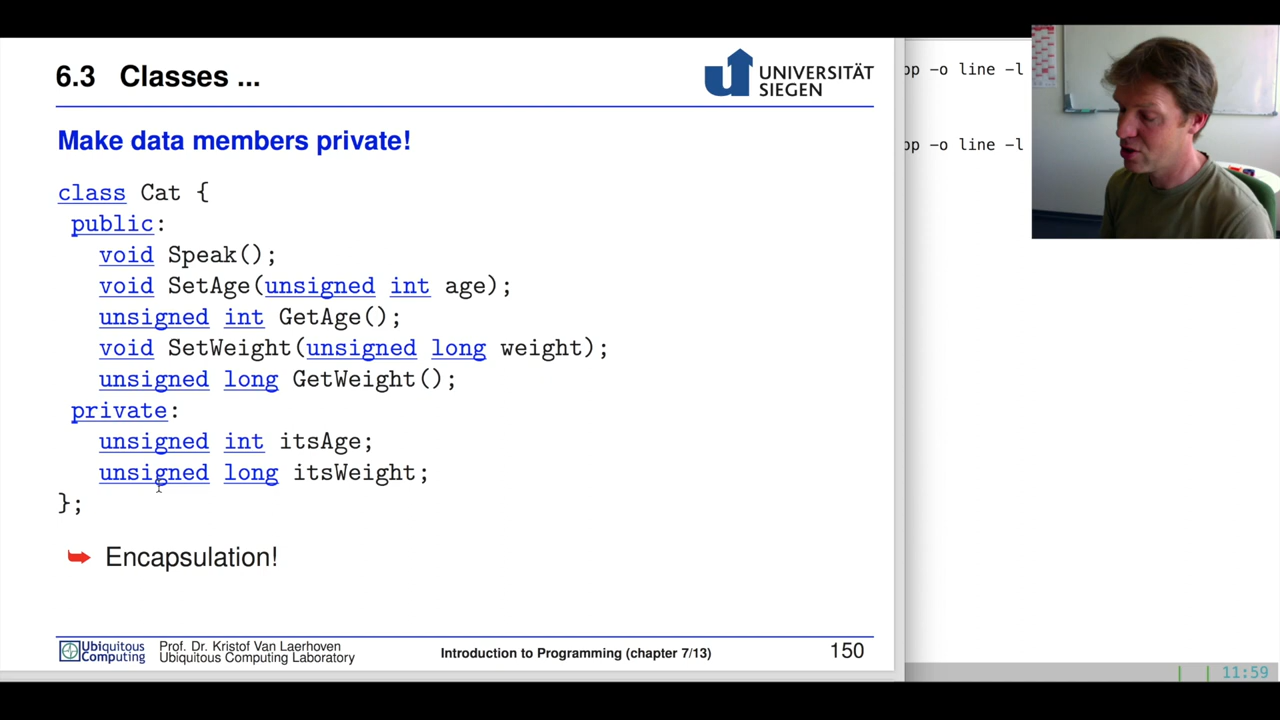 6.3 Classes ...
UNIVERSITÄT
SIEGEN
Make data members private!
class Cat {
public:
void Speak();
void SetAge(unsigned int age);
unsigned int GetAge();
void SetWeight(unsigned long weight);
unsigned long GetWeight();
private:
unsigned int itsAge;
unsigned long itsWeight;
};
➥ Encapsulation!
Ubiquitous
Computing
Prof. Dr. Kristof Van Laerhoven
Ubiquitous Computing Laboratory
Introduction to Programming (chapter 7/13)
150
pp -o line -l
pp -o line -l
11:59